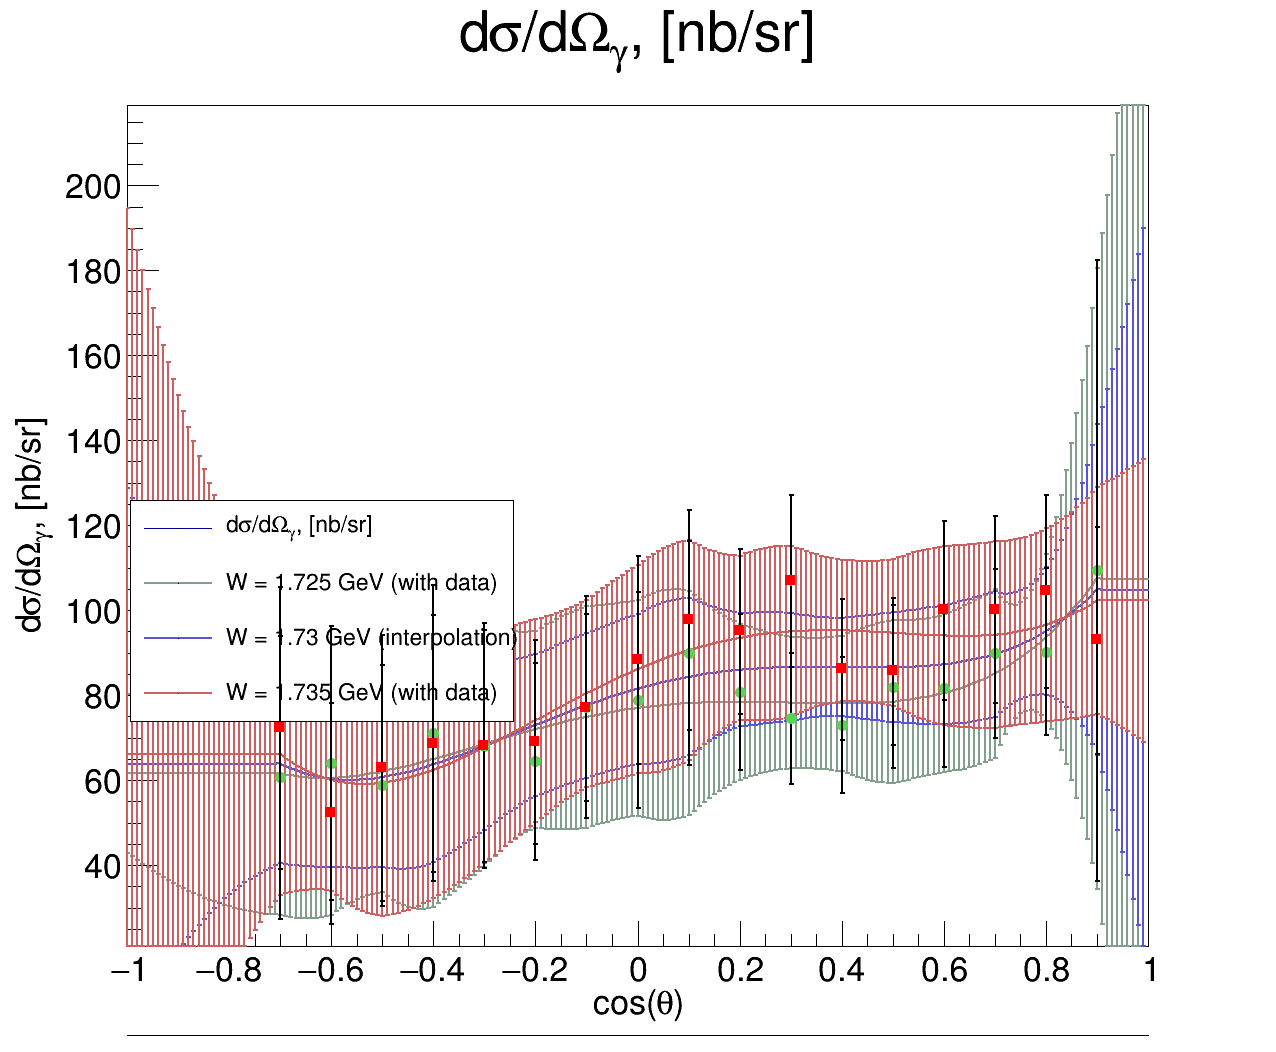 dσ/dΩγ, [nb/sr]
dσ/dΩγ, [nb/sr]
200
180
160
140
120
100
80
60
40
dσ/dΩγ, [nb/sr]
W = 1.725 GeV (with data)
W = 1.73 GeV (interpolation)
W = 1.735 GeV (with data)
−1 −0.8 −0.6 −0.4 −0.2 0 0.2 0.4 0.6 0.8 1
cos(θ)